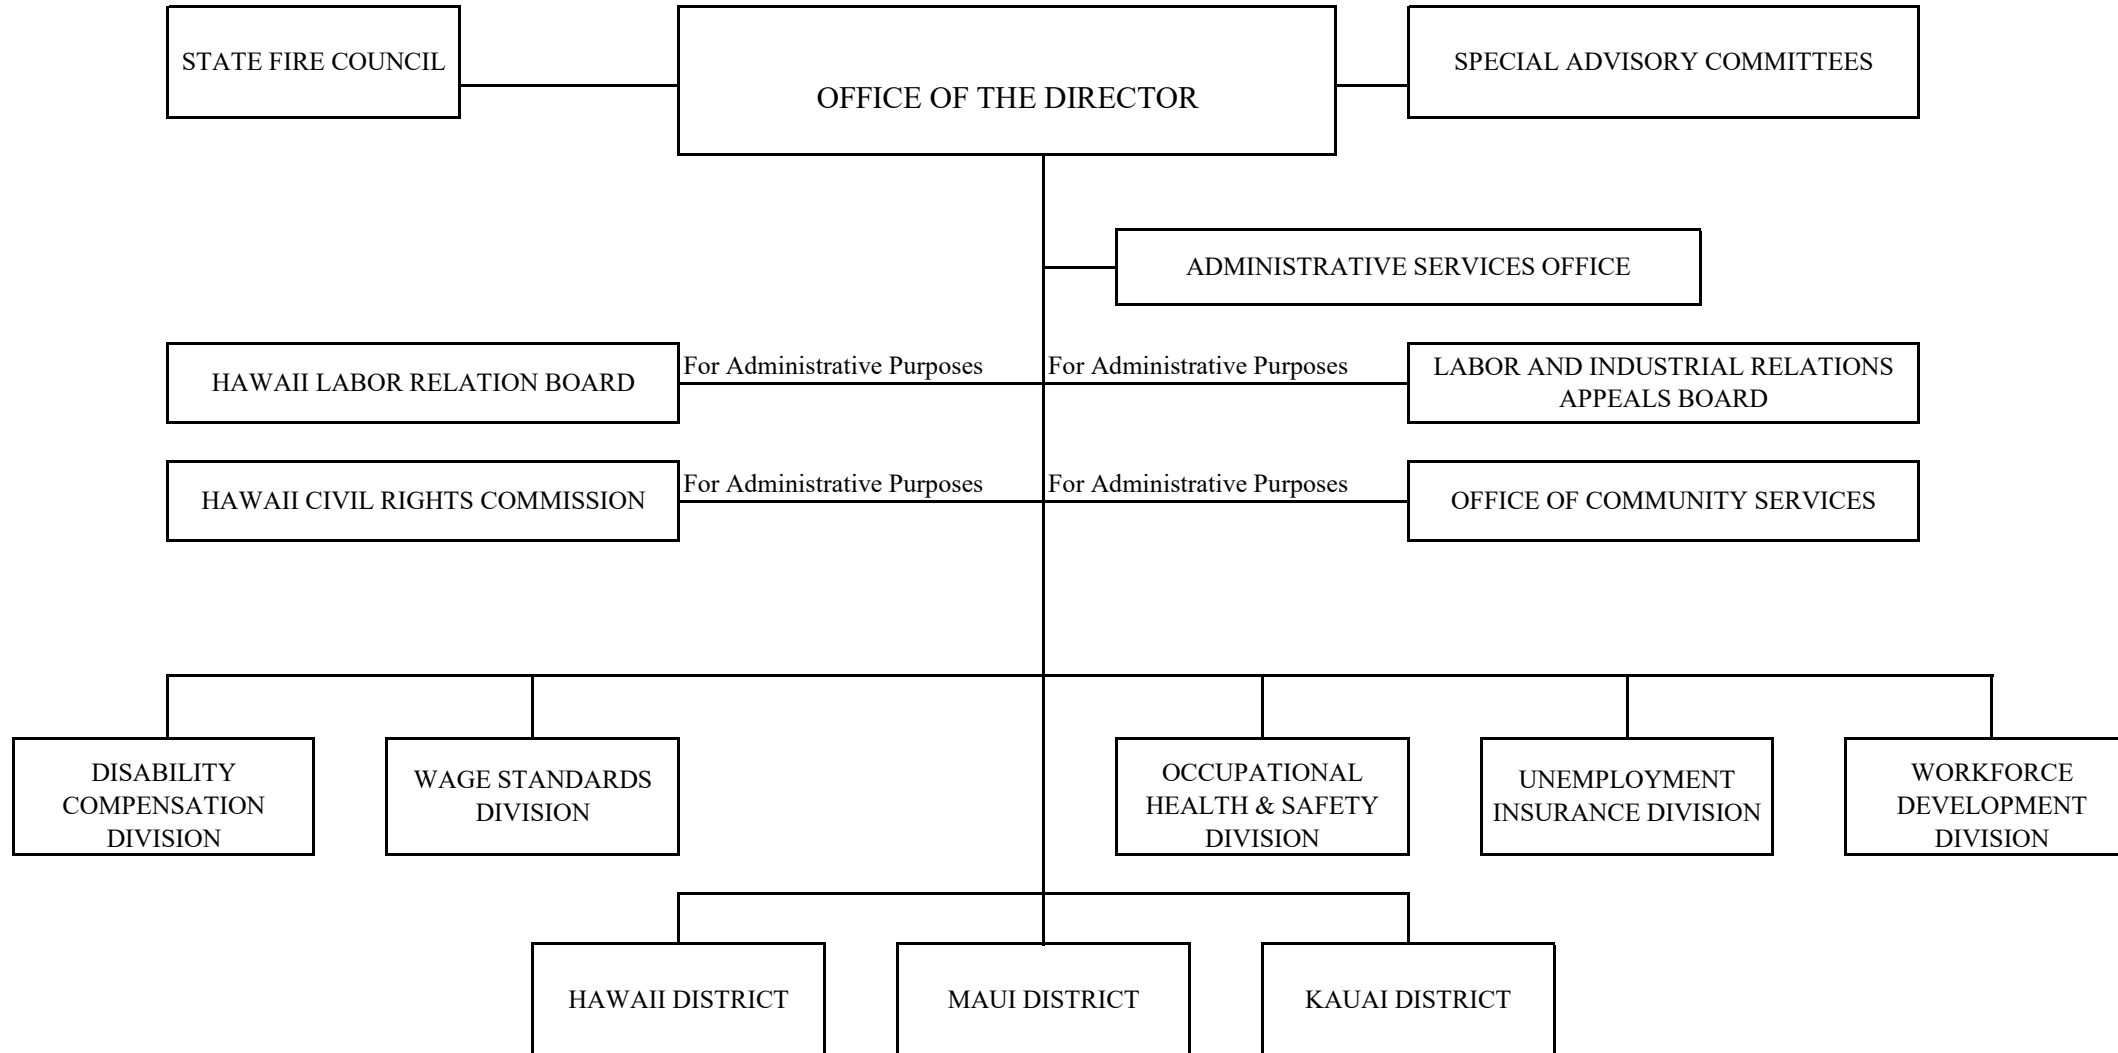 STATE FIRE COUNCIL
OFFICE OF THE DIRECTOR
SPECIAL ADVISORY COMMITTEES
ADMINISTRATIVE SERVICES OFFICE
HAWAII LABOR RELATION BOARD
For Administrative Purposes
For Administrative Purposes
LABOR AND INDUSTRIAL RELATIONS
APPEALS BOARD
HAWAII CIVIL RIGHTS COMMISSION
For Administrative Purposes
For Administrative Purposes
OFFICE OF COMMUNITY SERVICES
DISABILITY
COMPENSATION
DIVISION
WAGE STANDARDS
DIVISION
OCCUPATIONAL
HEALTH & SAFETY
DIVISION
UNEMPLOYMENT
INSURANCE DIVISION
WORKFORCE
DEVELOPMENT
DIVISION
HAWAII DISTRICT
MAUI DISTRICT
KAUAI DISTRICT